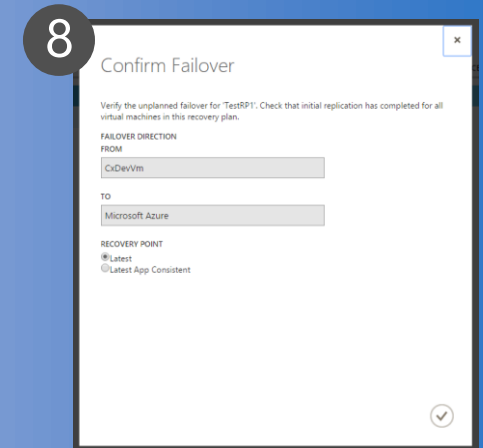 8
×
Confirm Failover
Verify the unplanned failover for 'TestRP1'. Check that initial replication has completed for all
virtual machines in this recovery plan.
FAILOVER DIRECTION
FROM
CxDevVm
TO
Microsoft Azure
RECOVERY POINT
Latest
Latest App Consistent